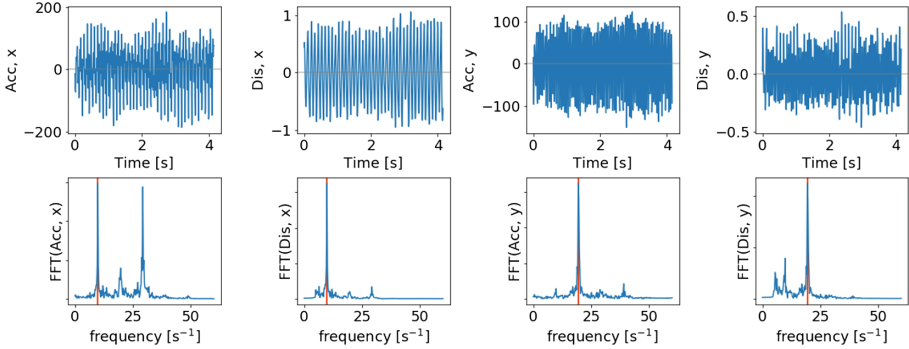 Acc, x
200
0
−200
0
2
4
Time [s]
Dis, x
1
0
−1
0
2
4
Time [s]
Acc, y
100
0
−100
0
2
4
Time [s]
Dis, y
0.5
0.0
−0.5
0
2
4
Time [s]
FFT(Acc, x)
0
25
50
frequency [s⁻¹]
FFT(Dis, x)
0
25
50
frequency [s⁻¹]
FFT(Acc, y)
0
25
50
frequency [s⁻¹]
FFT(Dis, y)
0
25
50
frequency [s⁻¹]